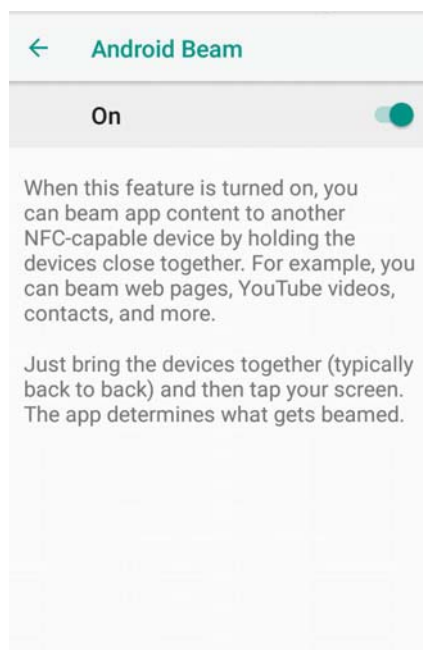 Android Beam
On
When this feature is turned on, you
can beam app content to another
NFC-capable device by holding the
devices close together. For example, you
can beam web pages, YouTube videos,
contacts, and more.
Just bring the devices together (typically
back to back) and then tap your screen.
The app determines what gets beamed.